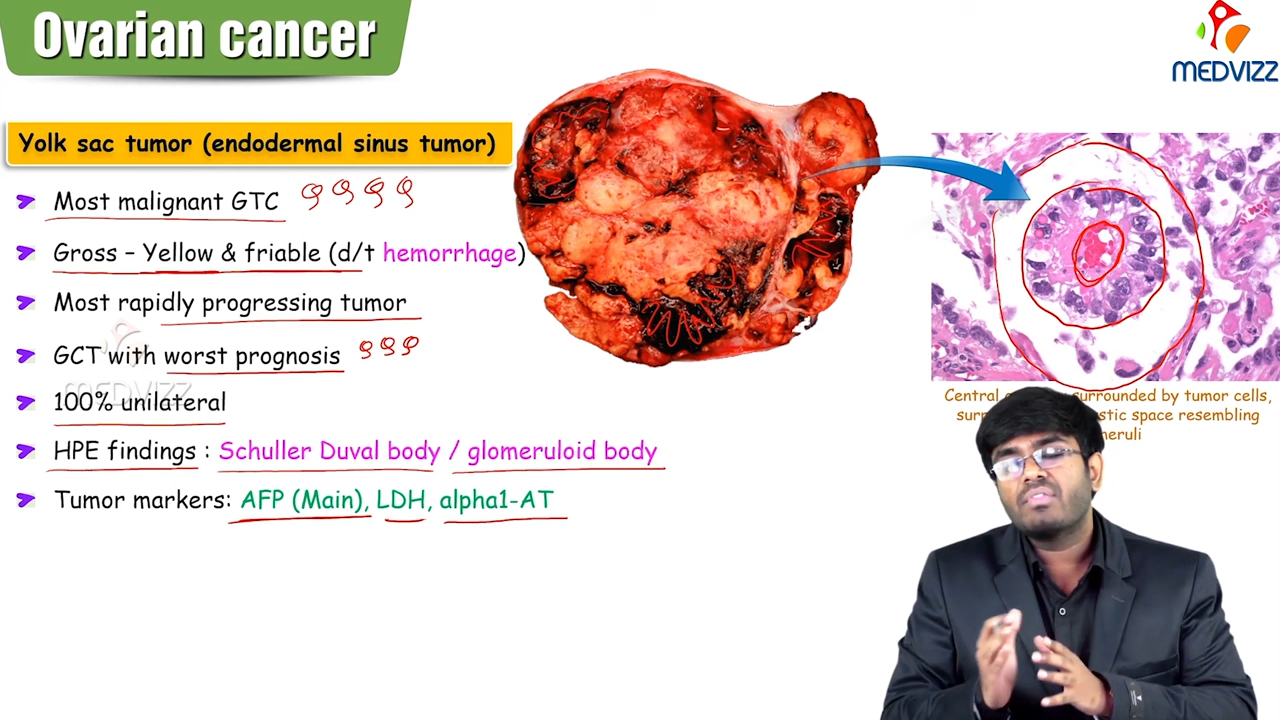 Ovarian cancer
MEDVIZZ
Yolk sac tumor (endodermal sinus tumor)
Most malignant GTC
Gross – Yellow & friable (d/t hemorrhage)
Most rapidly progressing tumor
GCT with worst prognosis
MEDVIZZ
100% unilateral
HPE findings : Schuller Duval body / glomeruloid body
Tumor markers: AFP (Main), LDH, alpha1-AT
Central surrounded by tumor cells,
space resembling